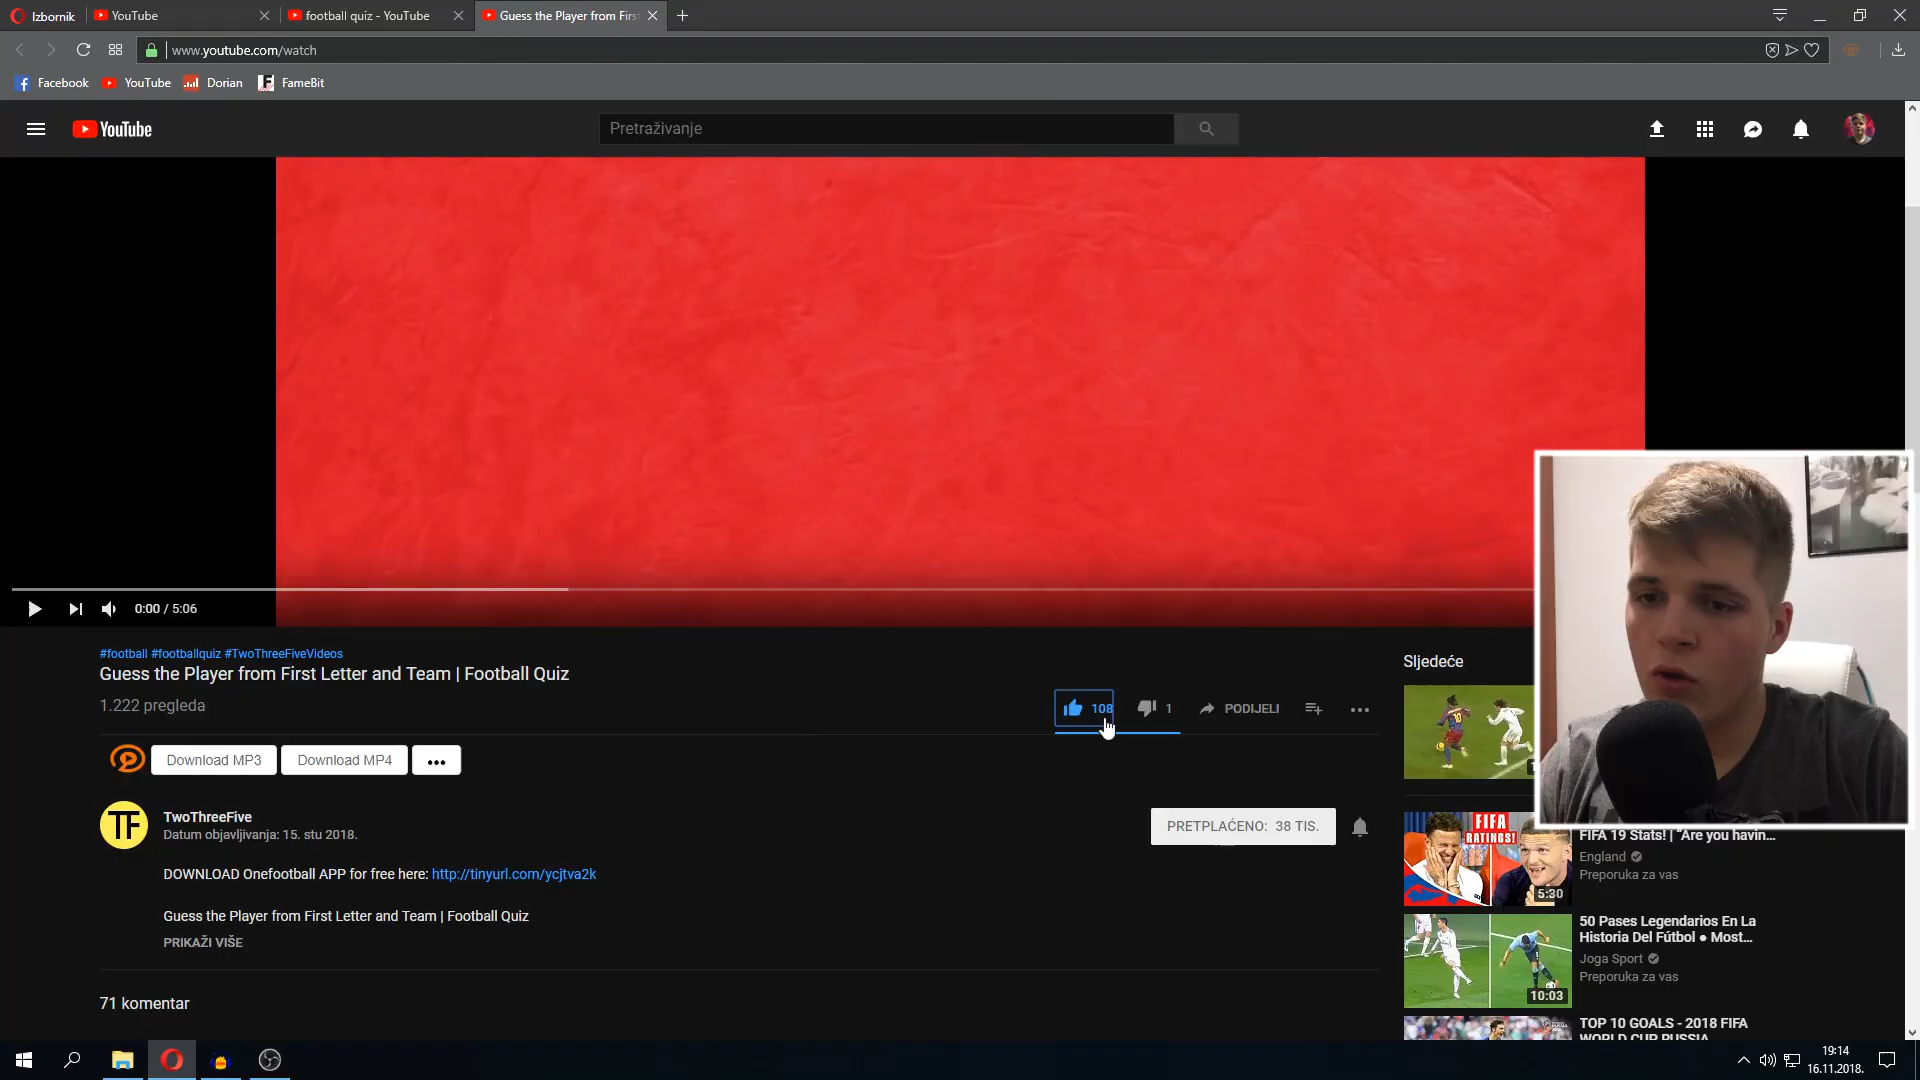 Izbornik
YouTube
football quiz - YouTube
Guess the Player from Firs
www.youtube.com/watch
Facebook
YouTube
Dorian
FameBit
YouTube
Pretraživanje
0:00 / 5:06
#football #footballquiz #TwoThreeFiveVideos
Guess the Player from First Letter and Team | Football Quiz
1.222 pregleda
108
1
PODIJELI
Download MP3
Download MP4
TF
TwoThreeFive
Datum objavljivanja: 15. stu 2018.
PRETPLAĆENO: 38 TIS.
DOWNLOAD Onefootball APP for free here: http://tinyurl.com/ycjtva2k
Guess the Player from First Letter and Team | Football Quiz
PRIKAŽI VIŠE
71 komentar
Sljedeće
FIFA
RATINGS!
5:30
FIFA 19 Stats! | "Are you havin...
England
Preporuka za vas
10:03
50 Pases Legendarios En La
Historia Del Fútbol ● Most...
Joga Sport
Preporuka za vas
TOP 10 GOALS - 2018 FIFA
WORLD CUP RUSSIA
19:14
16.11.2018.